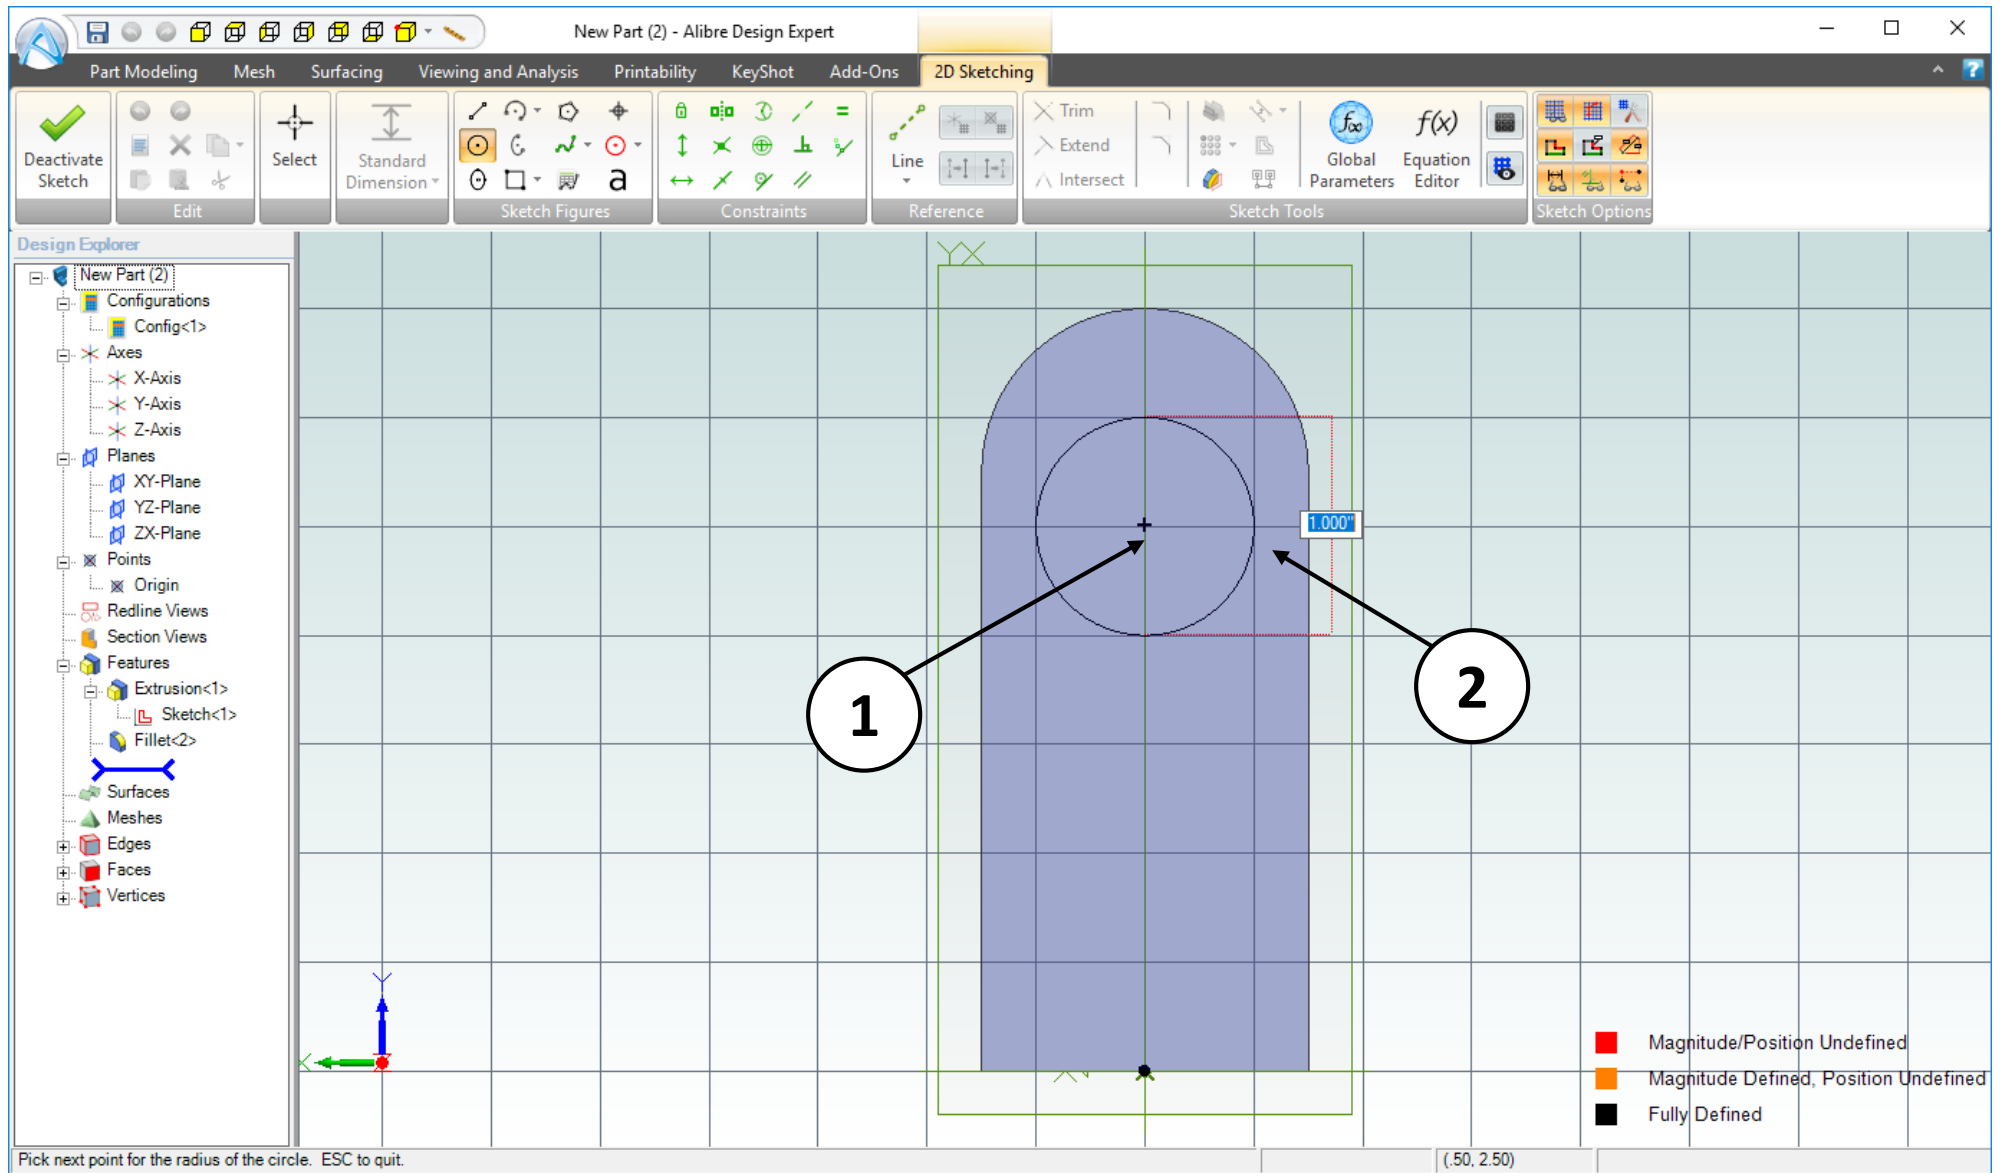 New Part (2) - Alibre Design Expert
Part Modeling Mesh Surfacing Viewing and Analysis Printability KeyShot Add-Ons 2D Sketching
Deactivate Sketch
Edit
Select
Standard Dimension
a
Sketch Figures
Constraints
Line
Reference
Trim
Extend
Intersect
Global Parameters
f(x)
Equation Editor
Sketch Tools
Sketch Options
Design Explorer
New Part (2)
Configurations
Config<1>
Axes
X-Axis
Y-Axis
Z-Axis
Planes
XY-Plane
YZ-Plane
ZX-Plane
Points
Origin
Redline Views
Section Views
Features
Extrusion<1>
Sketch<1>
Fillet<2>
Surfaces
Meshes
Edges
Faces
Vertices
YX
1.000"
1
2
Y
X
Magnitude/Position Undefined
Magnitude Defined, Position Undefined
Fully Defined
Pick next point for the radius of the circle. ESC to quit.
(.50, 2.50)